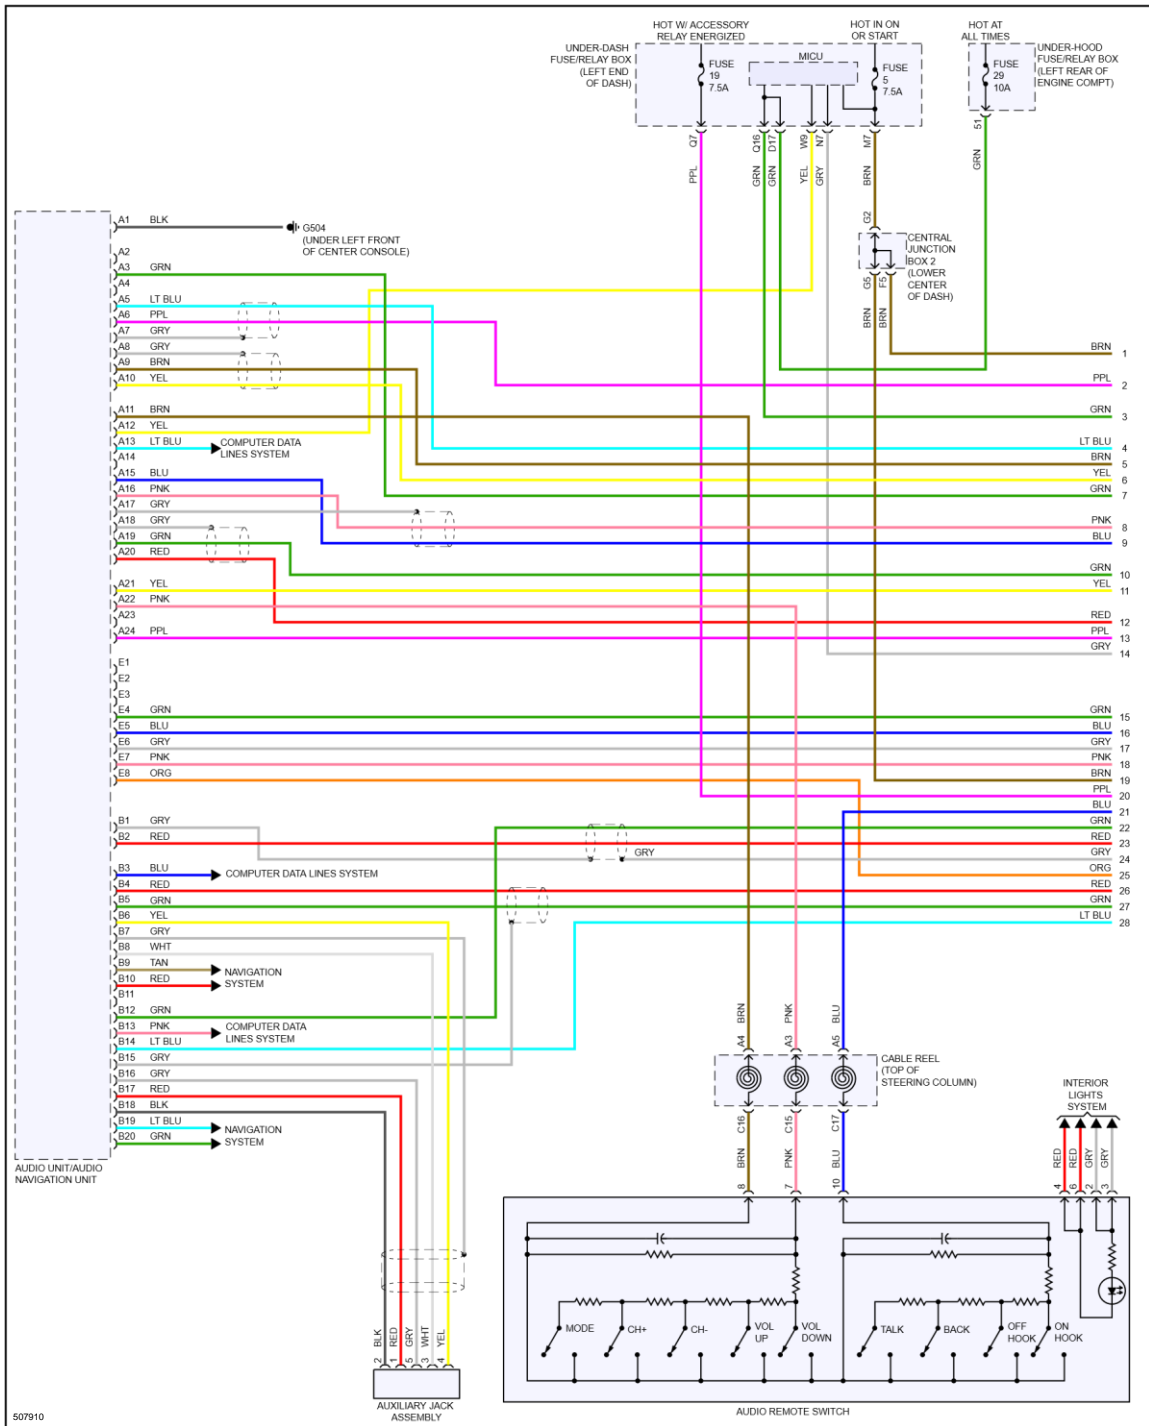 HOT W/ ACCESSORY
RELAY ENERGIZED
HOT IN ON
OR START
HOT AT
ALL TIMES
UNDER-DASH
FUSE/RELAY BOX
(LEFT END
OF DASH)
MICU
FUSE
19
7.5A
FUSE
5
7.5A
FUSE
29
10A
UNDER-HOOD
FUSE/RELAY BOX
(LEFT REAR OF
ENGINE COMPT)
Q7
Q16
D17
W9
N7
M7
51
PPL
GRN
GRN
YEL
GRY
BRN
GRN
G2
CENTRAL
JUNCTION
BOX 2
(LOWER
CENTER
OF DASH)
G5
F5
BRN
BRN
A1 BLK
G504
(UNDER LEFT FRONT
OF CENTER CONSOLE)
A2
A3 GRN
A4
A5 LT BLU
A6 PPL
A7 GRY
A8 GRY
A9 BRN
A10 YEL
A11 BRN
A12 YEL
A13 LT BLU
COMPUTER DATA
LINES SYSTEM
A14
A15 BLU
A16 PNK
A17 GRY
A18 GRY
A19 GRN
A20 RED
A21 YEL
A22 PNK
A23
A24 PPL
E1
E2
E3
E4 GRN
E5 BLU
E6 GRY
E7 PNK
E8 ORG
B1 GRY
B2 RED
GRY
B3 BLU
COMPUTER DATA LINES SYSTEM
B4 RED
B5 GRN
B6 YEL
B7 GRY
B8 WHT
B9 TAN
B10 RED
NAVIGATION
SYSTEM
B11
B12 GRN
B13 PNK
COMPUTER DATA
LINES SYSTEM
B14 LT BLU
B15 GRY
B16 GRY
B17 RED
B18 BLK
B19 LT BLU
B20 GRN
NAVIGATION
SYSTEM
AUDIO UNIT/AUDIO
NAVIGATION UNIT
BRN 1
PPL 2
GRN 3
LT BLU 4
BRN 5
YEL 6
GRN 7
PNK 8
BLU 9
GRN 10
YEL 11
RED 12
PPL 13
GRY 14
GRN 15
BLU 16
GRY 17
PNK 18
BRN 19
PPL 20
BLU 21
GRN 22
RED 23
GRY 24
ORG 25
RED 26
GRN 27
LT BLU 28
BRN
PNK
BLU
A4
A3
A5
CABLE REEL
(TOP OF
STEERING COLUMN)
C16
C15
C17
BRN
PNK
BLU
8
7
10
INTERIOR
LIGHTS
SYSTEM
RED
RED
GRY
GRY
4
6
2
3
MODE
CH+
CH-
VOL
UP
VOL
DOWN
TALK
BACK
OFF
HOOK
ON
HOOK
AUDIO REMOTE SWITCH
BLK
RED
GRY
WHT
YEL
2
1
5
3
4
AUXILIARY JACK
ASSEMBLY
507910